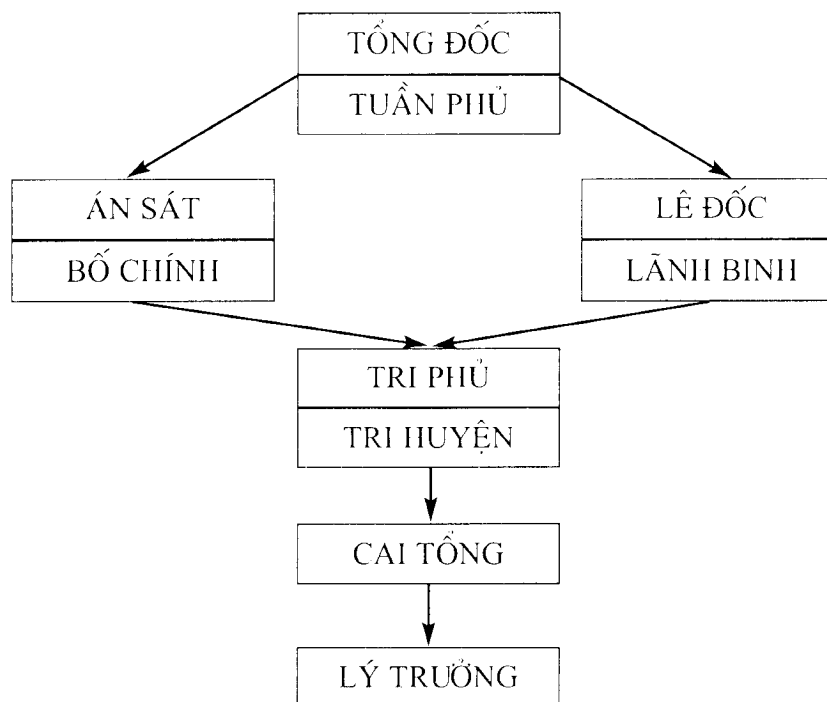 TỔNG ĐỐC
TUẦN PHỦ
ÁN SÁT
BỐ CHÍNH
LÊ ĐỐC
LÃNH BINH
TRI PHỦ
TRI HUYỆN
CAI TỔNG
LÝ TRƯỞNG